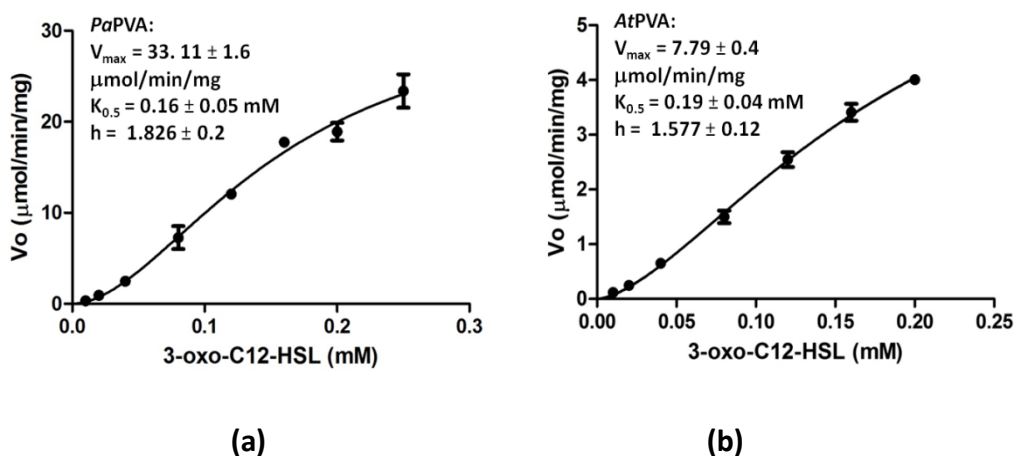 PaPVA:
Vmax = 33. 11 ± 1.6
μmol/min/mg
K0.5 = 0.16 ± 0.05 mM
h = 1.826 ± 0.2
Vo (μmol/min/mg)
30
20
10
0
0.0 0.1 0.2 0.3
3-oxo-C12-HSL (mM)
(a)
AtPVA:
Vmax = 7.79 ± 0.4
μmol/min/mg
K0.5 = 0.19 ± 0.04 mM
h = 1.577 ± 0.12
Vo (μmol/min/mg)
5
4
3
2
1
0
0.00 0.05 0.10 0.15 0.20 0.25
3-oxo-C12-HSL (mM)
(b)